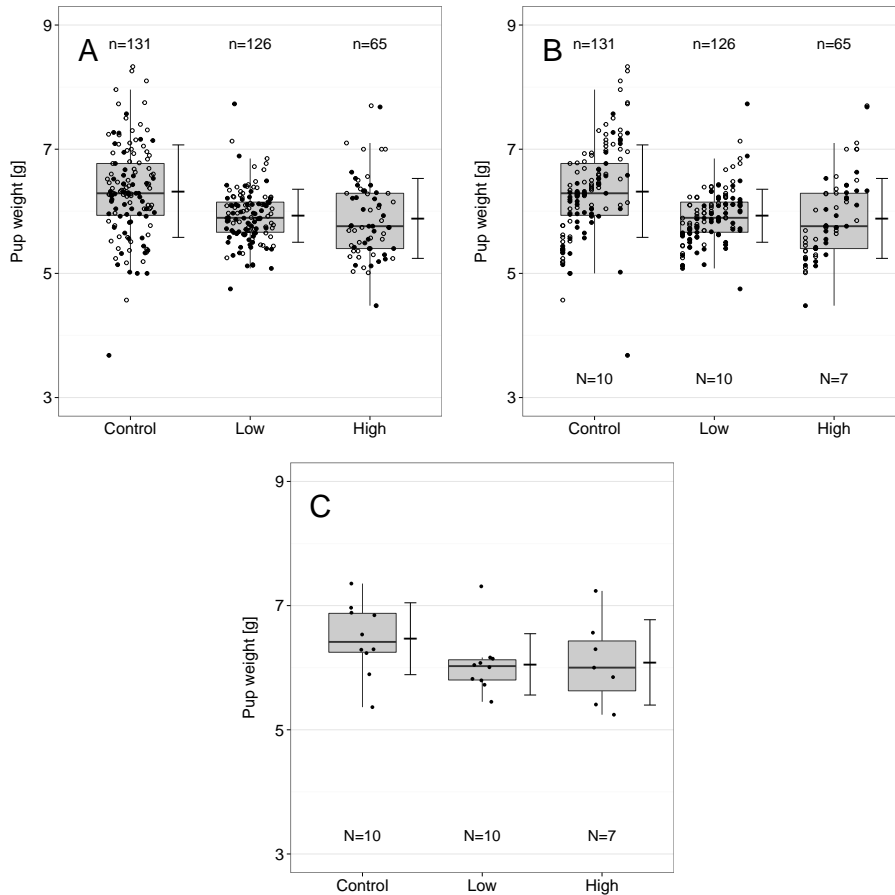 A
n=131 n=126 n=65
9
7
5
3
Pup weight [g]
Control Low High
B
n=131 n=126 n=65
9
7
5
3
Pup weight [g]
N=10 N=10 N=7
Control Low High
C
9
7
5
3
Pup weight [g]
N=10 N=10 N=7
Control Low High